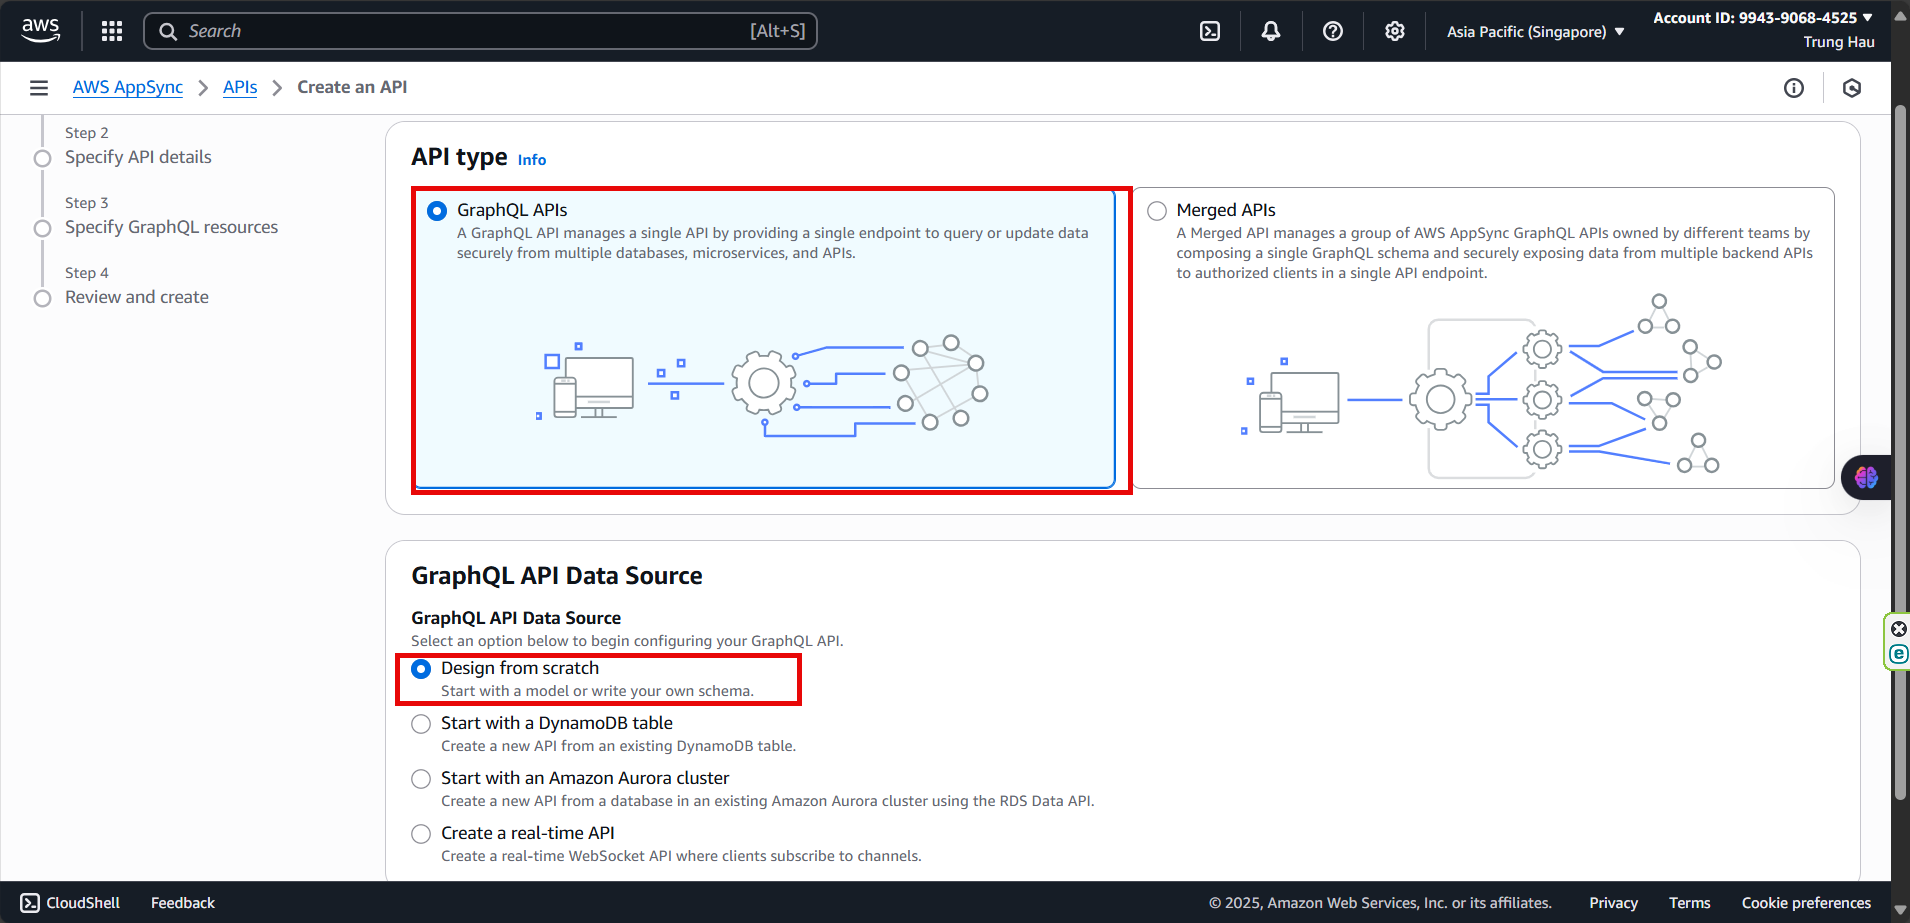 aws
Search
[Alt+S]
Asia Pacific (Singapore)
Account ID: 9943-9068-4525
Trung Hau
AWS AppSync
APIs
Create an API
Step 2
Specify API details
Step 3
Specify GraphQL resources
Step 4
Review and create
API type Info
GraphQL APIs
A GraphQL API manages a single API by providing a single endpoint to query or update data
securely from multiple databases, microservices, and APIs.
Merged APIs
A Merged API manages a group of AWS AppSync GraphQL APIs owned by different teams by
composing a single GraphQL schema and securely exposing data from multiple backend APIs
to authorized clients in a single API endpoint.
GraphQL API Data Source
GraphQL API Data Source
Select an option below to begin configuring your GraphQL API.
Design from scratch
Start with a model or write your own schema.
Start with a DynamoDB table
Create a new API from an existing DynamoDB table.
Start with an Amazon Aurora cluster
Create a new API from a database in an existing Amazon Aurora cluster using the RDS Data API.
Create a real-time API
Create a real-time WebSocket API where clients subscribe to channels.
CloudShell
Feedback
© 2025, Amazon Web Services, Inc. or its affiliates.
Privacy
Terms
Cookie preferences